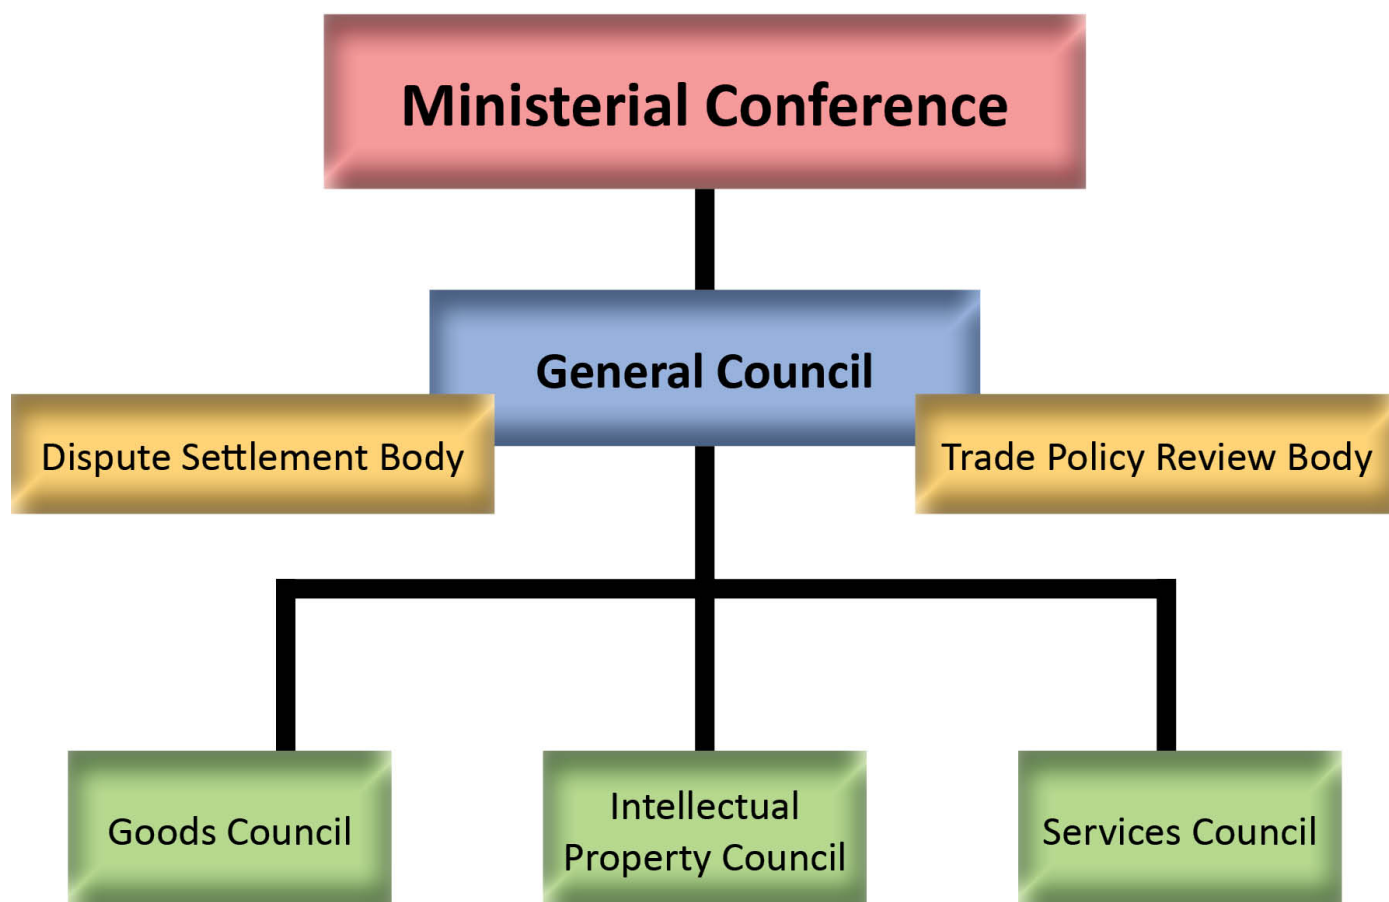 Ministerial Conference
General Council
Dispute Settlement Body
Trade Policy Review Body
Goods Council
Intellectual
Property Council
Services Council